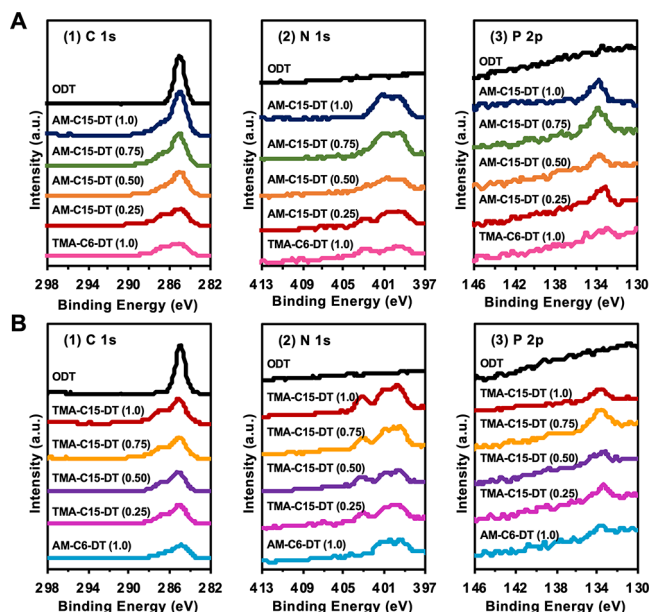 A
(1) C 1s
ODT
AM-C15-DT (1.0)
AM-C15-DT (0.75)
AM-C15-DT (0.50)
AM-C15-DT (0.25)
TMA-C6-DT (1.0)
Intensity (a.u.)
298 294 290 286 282
Binding Energy (eV)
(2) N 1s
ODT
AM-C15-DT (1.0)
AM-C15-DT (0.75)
AM-C15-DT (0.50)
AM-C15-DT (0.25)
TMA-C6-DT (1.0)
Intensity (a.u.)
413 409 405 401 397
Binding Energy (eV)
(3) P 2p
ODT
AM-C15-DT (1.0)
AM-C15-DT (0.75)
AM-C15-DT (0.50)
AM-C15-DT (0.25)
TMA-C6-DT (1.0)
Intensity (a.u.)
146 142 138 134 130
Binding Energy (eV)
B
(1) C 1s
ODT
TMA-C15-DT (1.0)
TMA-C15-DT (0.75)
TMA-C15-DT (0.50)
TMA-C15-DT (0.25)
AM-C6-DT (1.0)
Intensity (a.u.)
298 294 290 286 282
Binding Energy (eV)
(2) N 1s
ODT
TMA-C15-DT (1.0)
TMA-C15-DT (0.75)
TMA-C15-DT (0.50)
TMA-C15-DT (0.25)
AM-C6-DT (1.0)
Intensity (a.u.)
413 409 405 401 397
Binding Energy (eV)
(3) P 2p
ODT
TMA-C15-DT (1.0)
TMA-C15-DT (0.75)
TMA-C15-DT (0.50)
TMA-C15-DT (0.25)
AM-C6-DT (1.0)
Intensity (a.u.)
146 142 138 134 130
Binding Energy (eV)